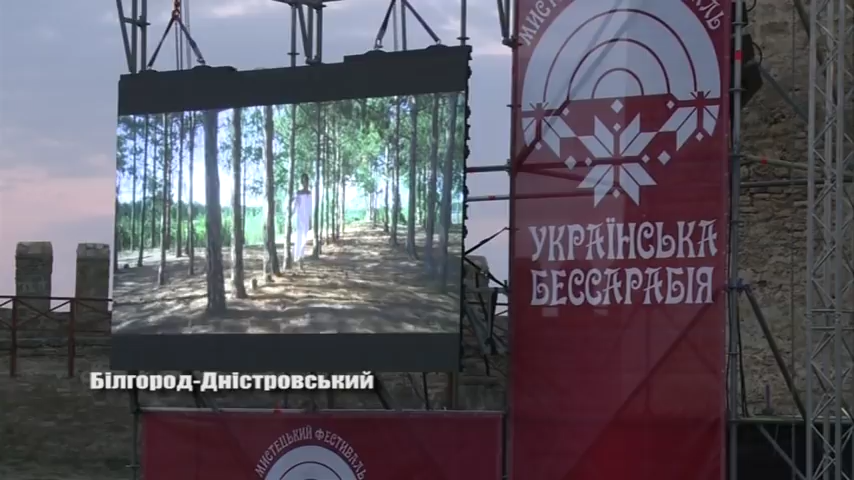 МИСТЕЦЬКИЙ ФЕСТИВАЛЬ
УКРАЇНСЬКА
БЕССАРАБІЯ
Білгород-Дністровський
МИСТЕЦЬКИЙ ФЕСТИВАЛЬ